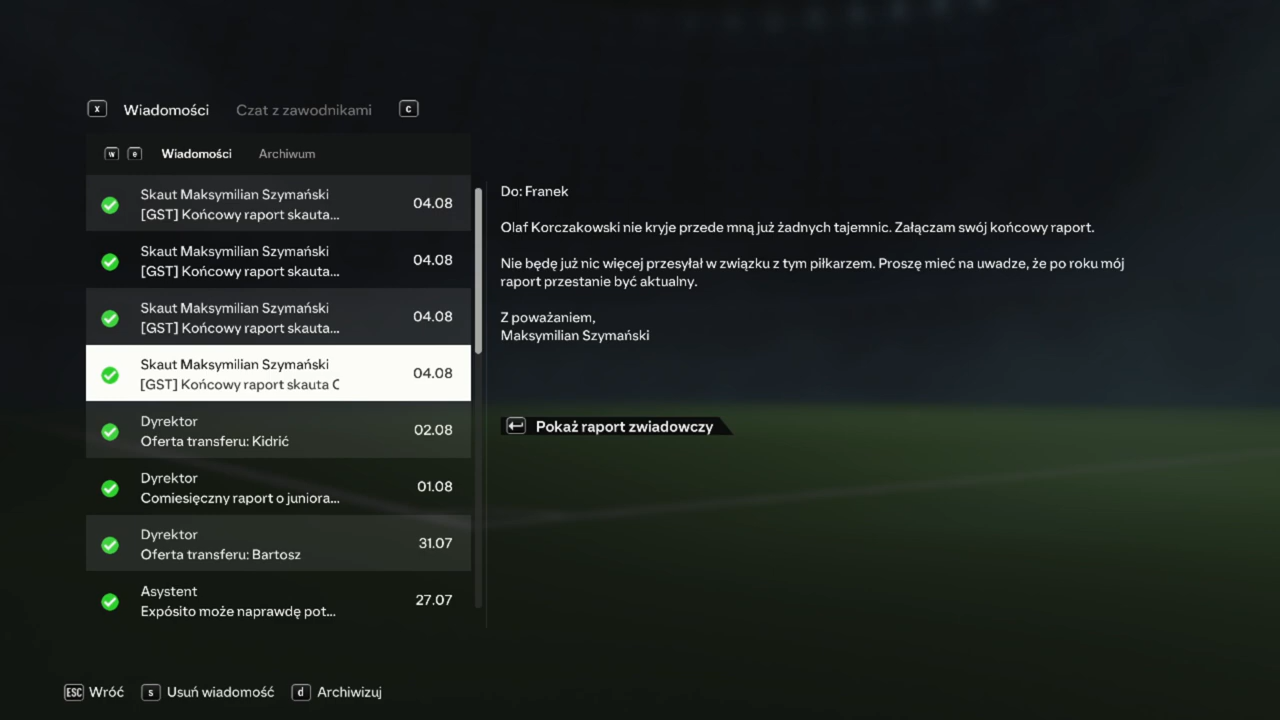 x Wiadomości Czat z zawodnikami c
w e Wiadomości Archiwum
Skaut Maksymilian Szymański
[GST] Końcowy raport skauta... 04.08
Skaut Maksymilian Szymański
[GST] Końcowy raport skauta... 04.08
Skaut Maksymilian Szymański
[GST] Końcowy raport skauta... 04.08
Skaut Maksymilian Szymański
[GST] Końcowy raport skauta C 04.08
Dyrektor
Oferta transferu: Kidrić 02.08
Dyrektor
Comiesięczny raport o juniora... 01.08
Dyrektor
Oferta transferu: Bartosz 31.07
Asystent
Expósito może naprawdę pot... 27.07
Do: Franek
Olaf Korczakowski nie kryje przede mną już żadnych tajemnic. Załączam swój końcowy raport.
Nie będę już nic więcej przesyłał w związku z tym piłkarzem. Proszę mieć na uwadze, że po roku mój
raport przestanie być aktualny.
Z poważaniem,
Maksymilian Szymański
Pokaż raport zwiadowczy
ESC Wróć s Usuń wiadomość d Archiwizuj